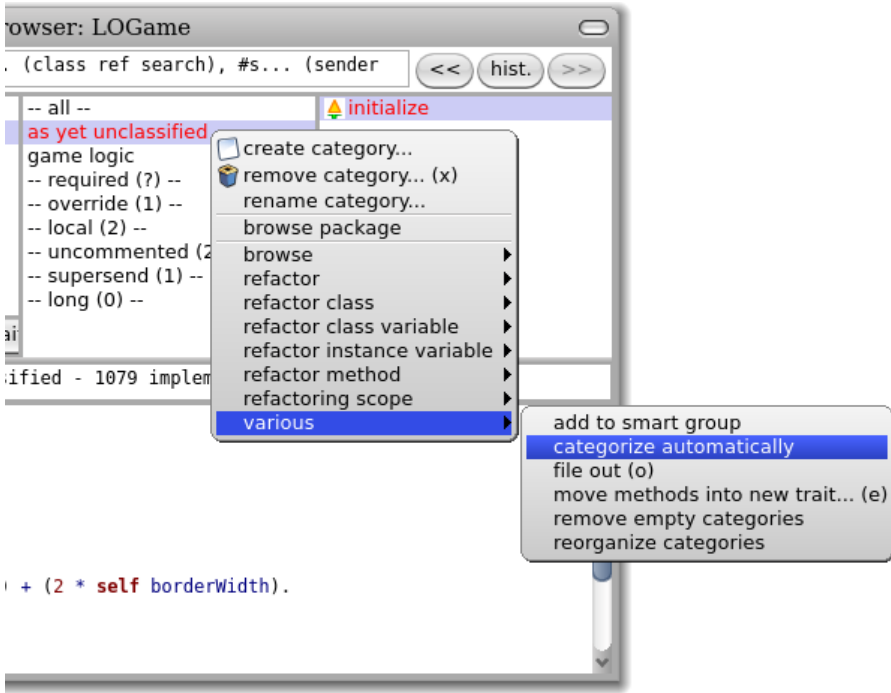 rowser: LOGame
. (class ref search), #s... (sender
<<
hist.
>>
-- all --
as yet unclassified
game logic
-- required (?) --
-- override (1) --
-- local (2) --
-- uncommented (2
-- supersend (1) --
-- long (0) --
initialize
create category...
remove category... (x)
rename category...
browse package
browse
refactor
refactor class
refactor class variable
refactor instance variable
refactor method
refactoring scope
various
add to smart group
categorize automatically
file out (o)
move methods into new trait... (e)
remove empty categories
reorganize categories
ai
sified - 1079 implem
) + (2 * self borderWidth).